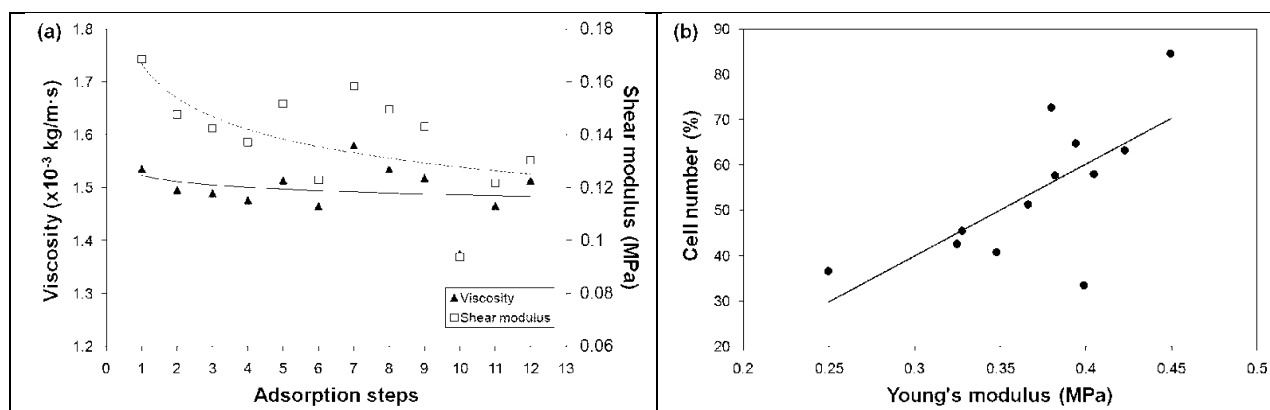 (a)
Viscosity (x10⁻³ kg/m·s)
1.8
1.7
1.6
1.5
1.4
1.3
1.2
1 2 3 4 5 6 7 8 9 10 11 12 13
Adsorption steps
Viscosity
Shear modulus
0.18
0.16
0.14
0.12
0.1
0.08
0.06
Shear modulus (MPa)
(b)
Cell number (%)
90
80
70
60
50
40
30
20
0.2 0.25 0.3 0.35 0.4 0.45 0.5
Young's modulus (MPa)